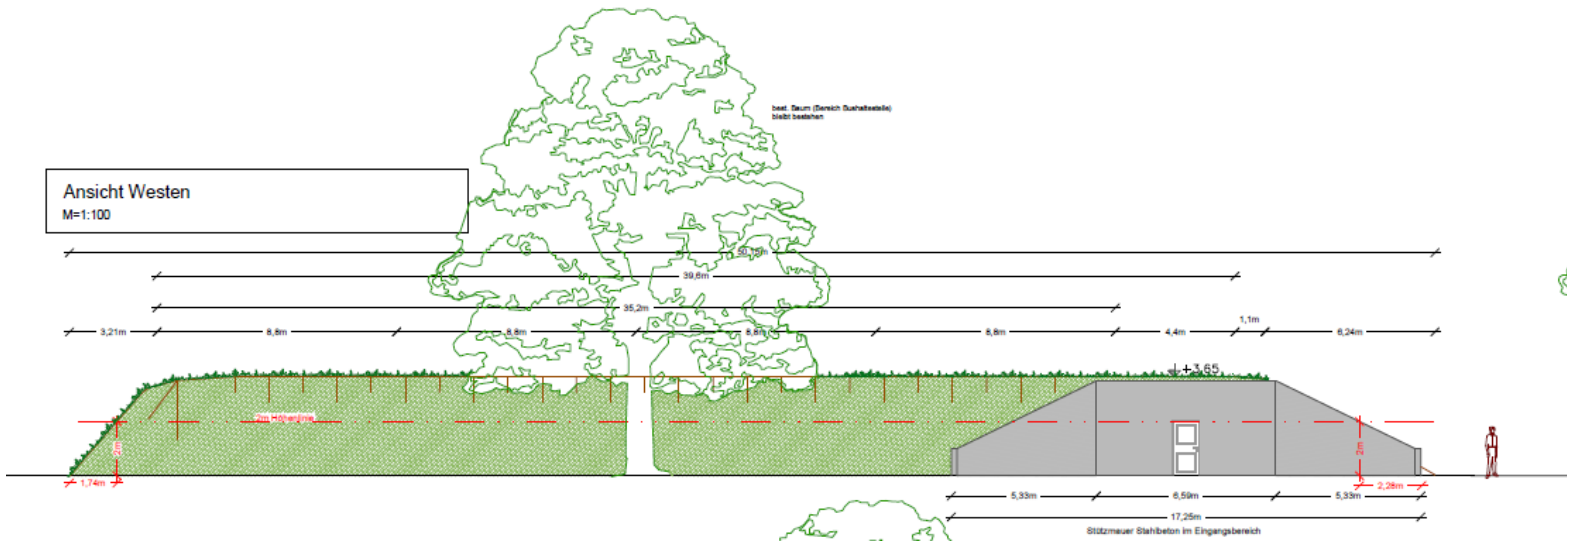 best. Baum (Bereich Bushaltestelle)
bleibt bestehen
Ansicht Westen
M=1:100
50,15m
39,6m
35,2m
1,1m
3,21m 8,8m 8,8m 8,8m 8,8m 4,4m 6,24m
+3,65
2m Höhenlinie
2m 2m
1,74m 2,28m
5,33m 6,59m 5,33m
17,25m
Stützmauer Stahlbeton im Eingangsbereich